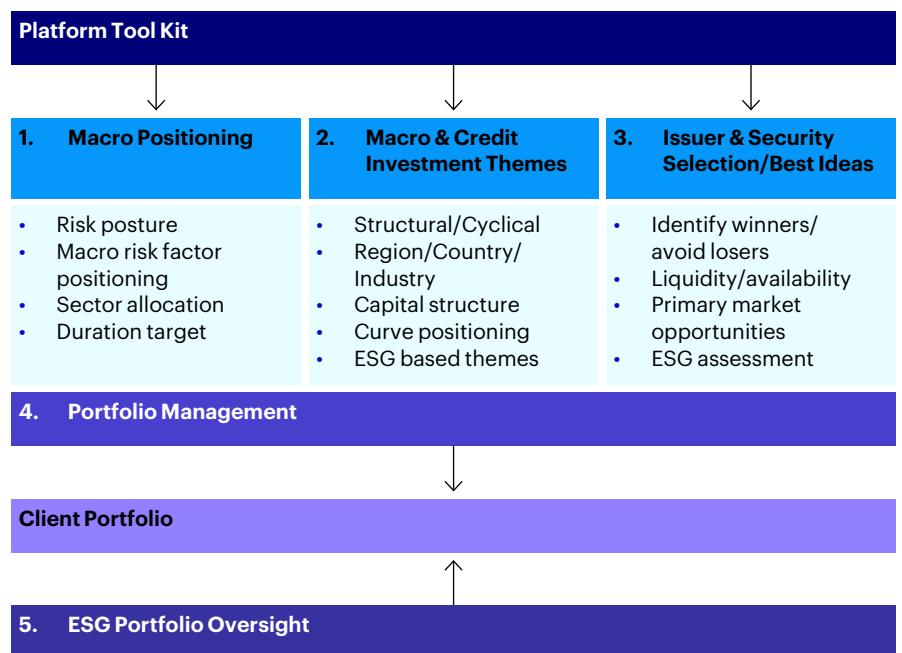 Platform Tool Kit
1. Macro Positioning
• Risk posture
• Macro risk factor
positioning
• Sector allocation
• Duration target
2. Macro & Credit
Investment Themes
• Structural/Cyclical
• Region/Country/
Industry
• Capital structure
• Curve positioning
• ESG based themes
3. Issuer & Security
Selection/Best Ideas
• Identify winners/
avoid losers
• Liquidity/availability
• Primary market
opportunities
• ESG assessment
4. Portfolio Management
Client Portfolio
5. ESG Portfolio Oversight